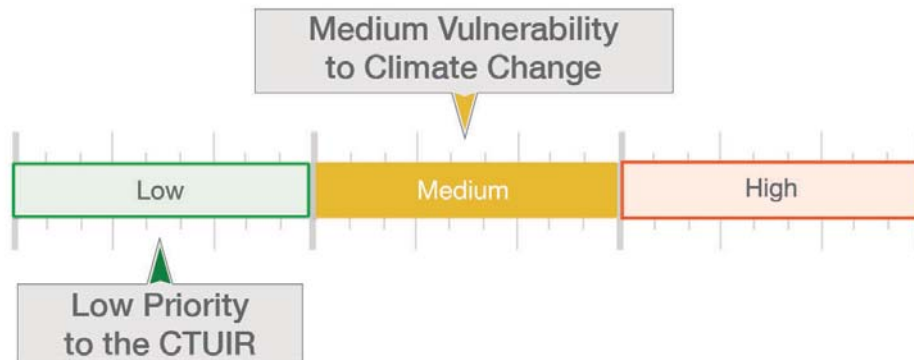 Medium Vulnerability
to Climate Change
Low
Medium
High
Low Priority
to the CTUIR